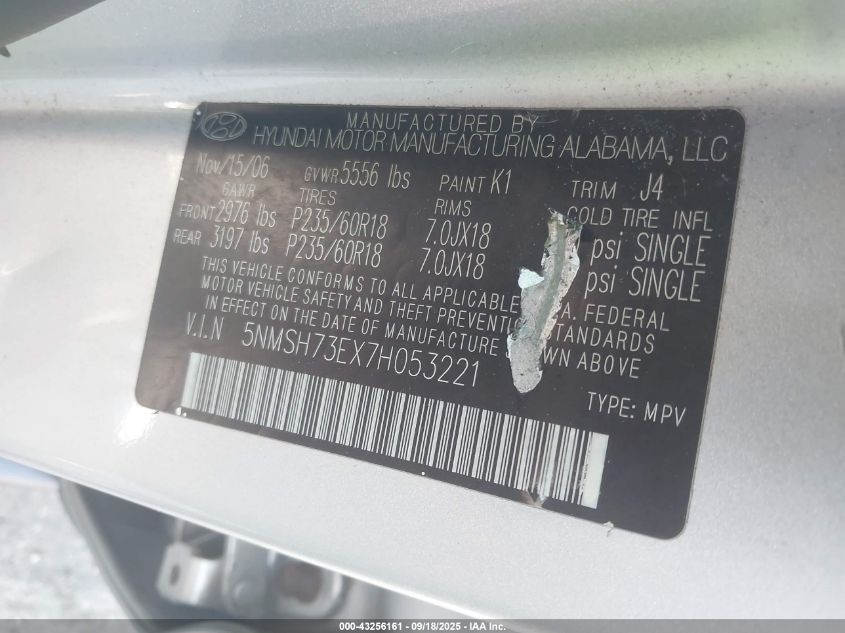 MANUFACTURED BY
HYUNDAI MOTOR MANUFACTURING ALABAMA, LLC
Nov/15/06 GVWR 5556 lbs PAINT K1 TRIM J4
GAWR TIRES RIMS COLD TIRE INFL
FRONT 2976 lbs P235/60R18 7.0JX18 psi SINGLE
REAR 3197 lbs P235/60R18 7.0JX18 psi SINGLE
THIS VEHICLE CONFORMS TO ALL APPLICABLE FEDERAL
MOTOR VEHICLE SAFETY AND THEFT STANDARDS
IN EFFECT ON THE DATE OF MANUFACTURE ABOVE
V.I.N 5NMSH73EX7H053221
TYPE: MPV
000-43256161 - 09/18/2025 - IAA Inc.